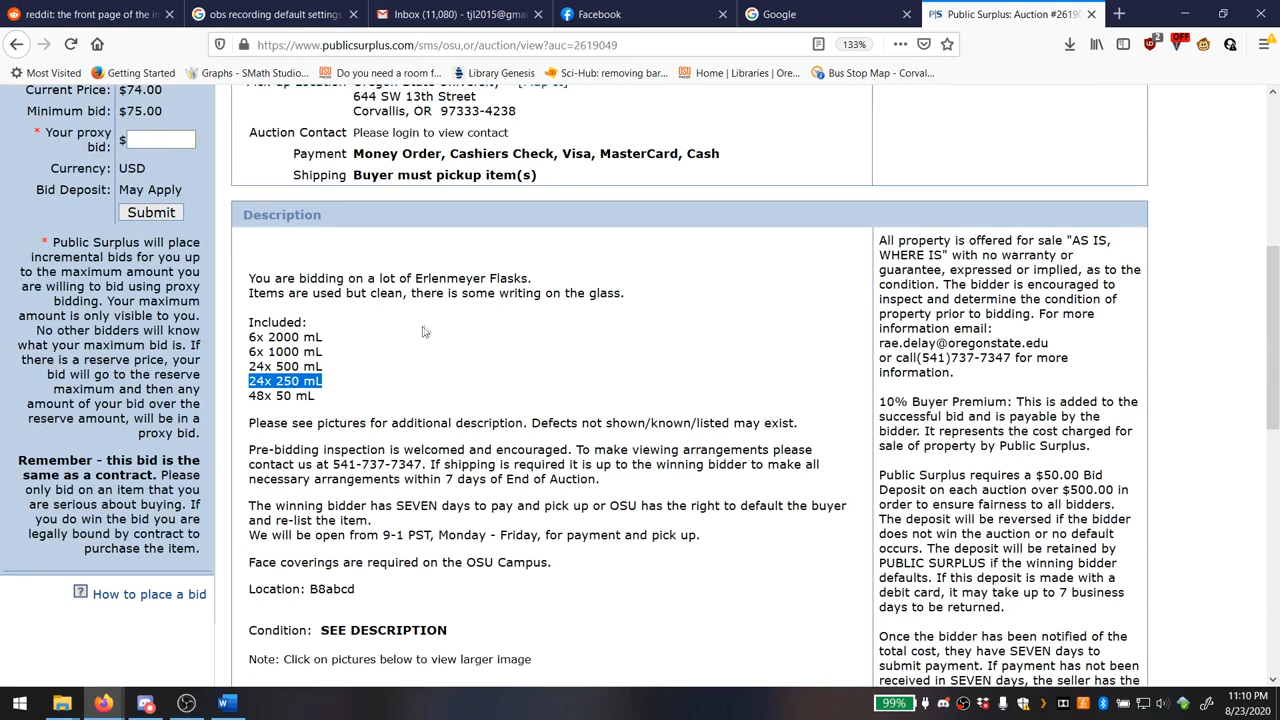 reddit: the front page of the in
obs recording default settings
Inbox (11,080) - tjl2015@gma
Facebook
Google
Public Surplus: Auction #26190
https://www.publicsurplus.com/sms/osu,or/auction/view?auc=2619049
133%
OFF
Most Visited
Getting Started
Graphs - SMath Studio...
Do you need a room f...
Library Genesis
Sci-Hub: removing bar...
Home | Libraries | Ore...
Bus Stop Map - Corval...
Current Price: $74.00
Minimum bid: $75.00
* Your proxy bid: $
Currency: USD
Bid Deposit: May Apply
Submit
* Public Surplus will place
incremental bids for you up
to the maximum amount you
are willing to bid using proxy
bidding. Your maximum
amount is only visible to you.
No other bidders will know
what your maximum bid is. If
there is a reserve price, your
bid will go to the reserve
maximum and then any
amount of your bid over the
reserve amount, will be in a
proxy bid.
Remember - this bid is the
same as a contract. Please
only bid on an item that you
are serious about buying. If
you do win the bid you are
legally bound by contract to
purchase the item.
How to place a bid
644 SW 13th Street
Corvallis, OR 97333-4238
Auction Contact Please login to view contact
Payment Money Order, Cashiers Check, Visa, MasterCard, Cash
Shipping Buyer must pickup item(s)
Description
You are bidding on a lot of Erlenmeyer Flasks.
Items are used but clean, there is some writing on the glass.
Included:
6x 2000 mL
6x 1000 mL
24x 500 mL
24x 250 mL
48x 50 mL
Please see pictures for additional description. Defects not shown/known/listed may exist.
Pre-bidding inspection is welcomed and encouraged. To make viewing arrangements please
contact us at 541-737-7347. If shipping is required it is up to the winning bidder to make all
necessary arrangements within 7 days of End of Auction.
The winning bidder has SEVEN days to pay and pick up or OSU has the right to default the buyer
and re-list the item.
We will be open from 9-1 PST, Monday - Friday, for payment and pick up.
Face coverings are required on the OSU Campus.
Location: B8abcd
Condition: SEE DESCRIPTION
Note: Click on pictures below to view larger image
All property is offered for sale "AS IS,
WHERE IS" with no warranty or
guarantee, expressed or implied, as to the
condition. The bidder is encouraged to
inspect and determine the condition of
property prior to bidding. For more
information email:
rae.delay@oregonstate.edu
or call(541)737-7347 for more
information.
10% Buyer Premium: This is added to the
successful bid and is payable by the
bidder. It represents the cost charged for
sale of property by Public Surplus.
Public Surplus requires a $50.00 Bid
Deposit on each auction over $500.00 in
order to ensure fairness to all bidders.
The deposit will be reversed if the bidder
does not win the auction or no default
occurs. The deposit will be retained by
PUBLIC SURPLUS if the winning bidder
defaults. If this deposit is made with a
debit card, it may take up to 7 business
days to be returned.
Once the bidder has been notified of the
total cost, they have SEVEN days to
submit payment. If payment has not been
received in SEVEN days, the seller has the
99%
11:10 PM
8/23/2020